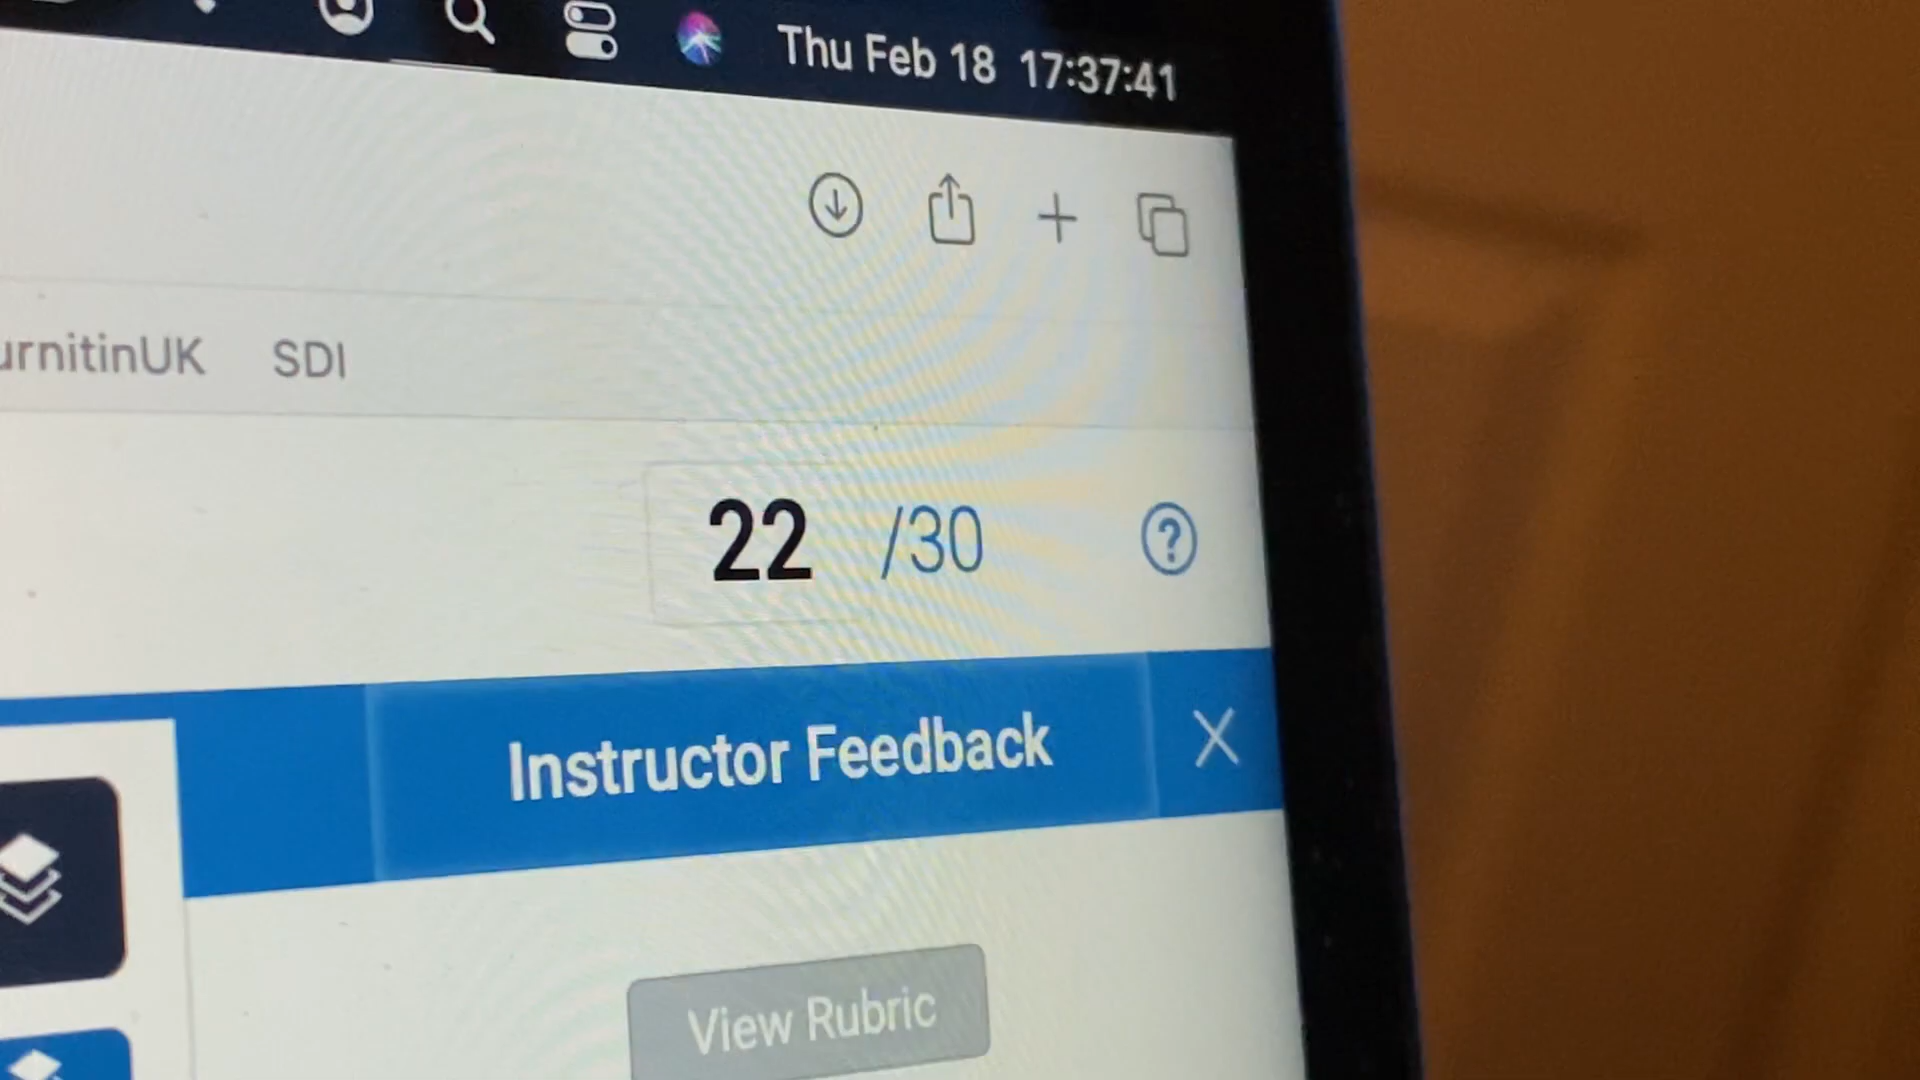 Thu Feb 18 17:37:41
urnitinUK SDI
22 /30
Instructor Feedback
View Rubric